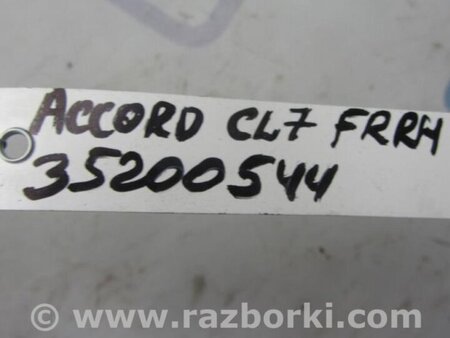 ACCORD CL7 FRRH
35200544
www.razborki.com